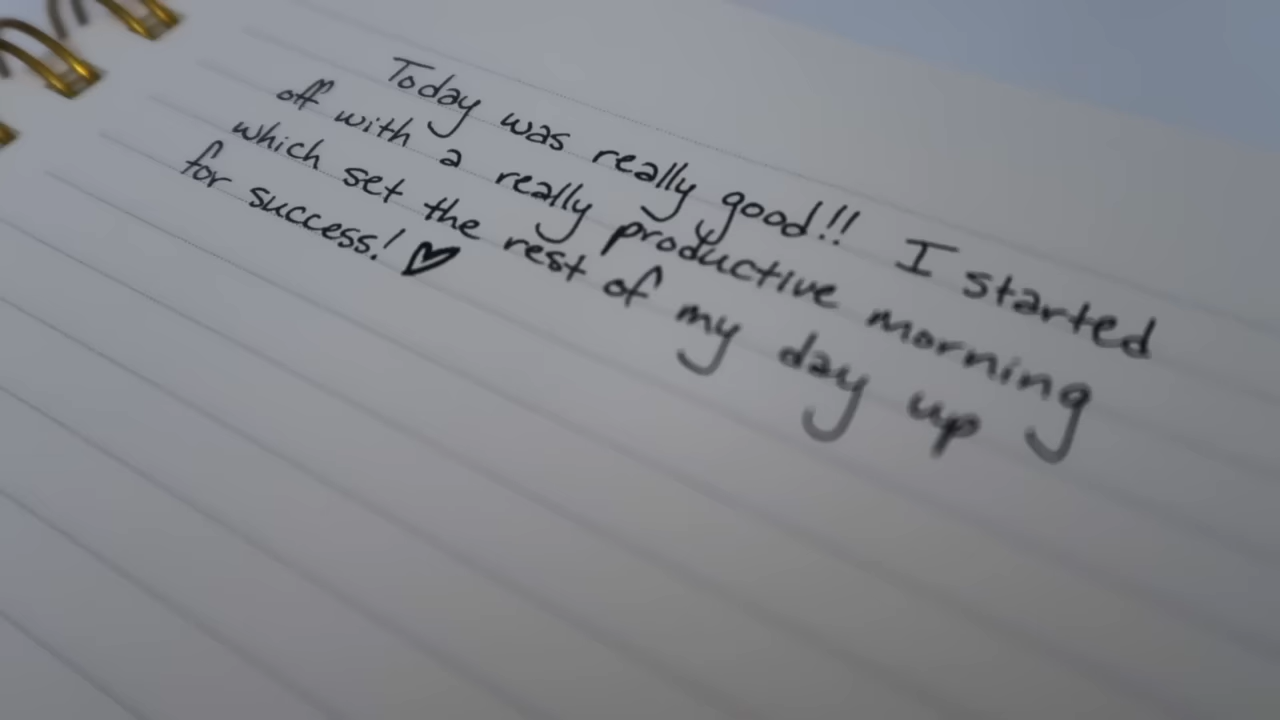 Today was really good!! I started
off with a really productive morning
which set the rest of my day up
for success! ♡